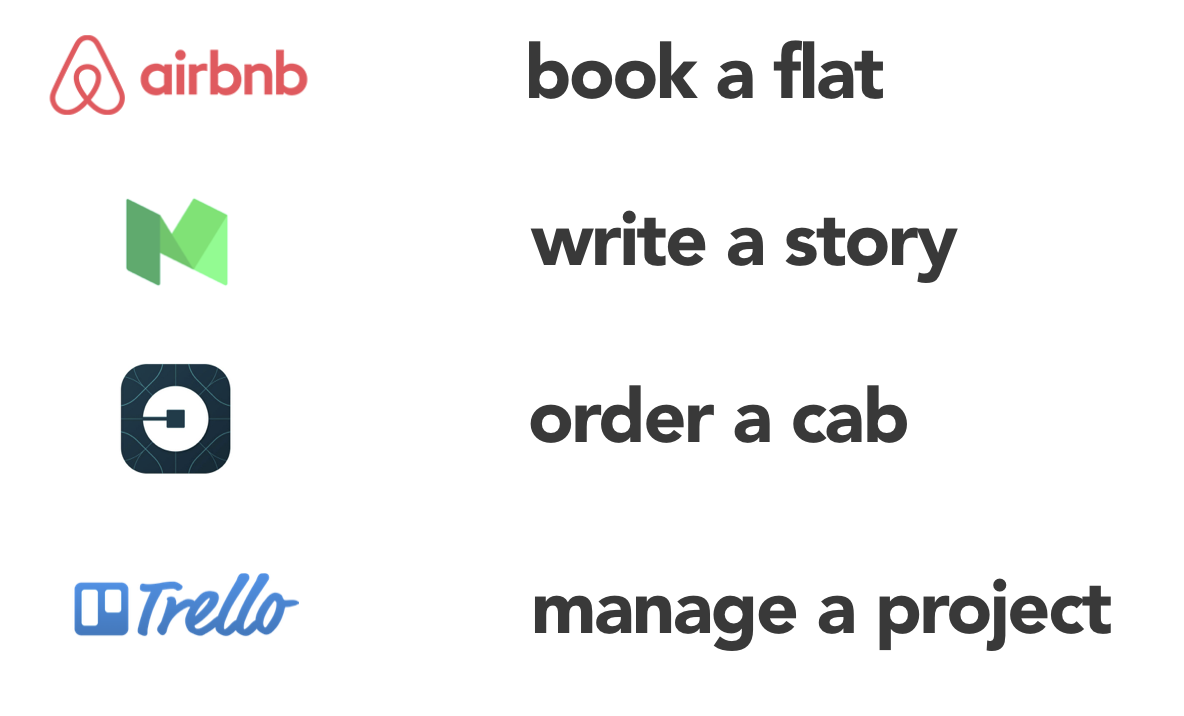 airbnb book a flat
write a story
order a cab
Trello manage a project